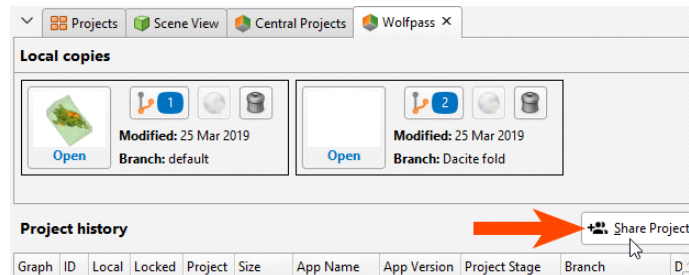 Projects Scene View Central Projects Wolfpass
Local copies
1 2
Modified: 25 Mar 2019 Modified: 25 Mar 2019
Open Branch: default Open Branch: Dacite fold
Project history Share Project
Graph ID Local Locked Project Size App Name App Version Project Stage Branch D